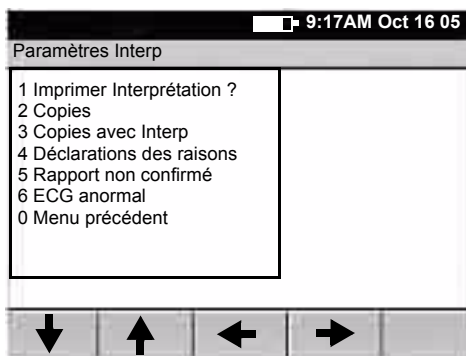 9:17AM Oct 16 05
Paramètres Interp
1 Imprimer Interprétation ?
2 Copies
3 Copies avec Interp
4 Déclarations des raisons
5 Rapport non confirmé
6 ECG anormal
0 Menu précédent